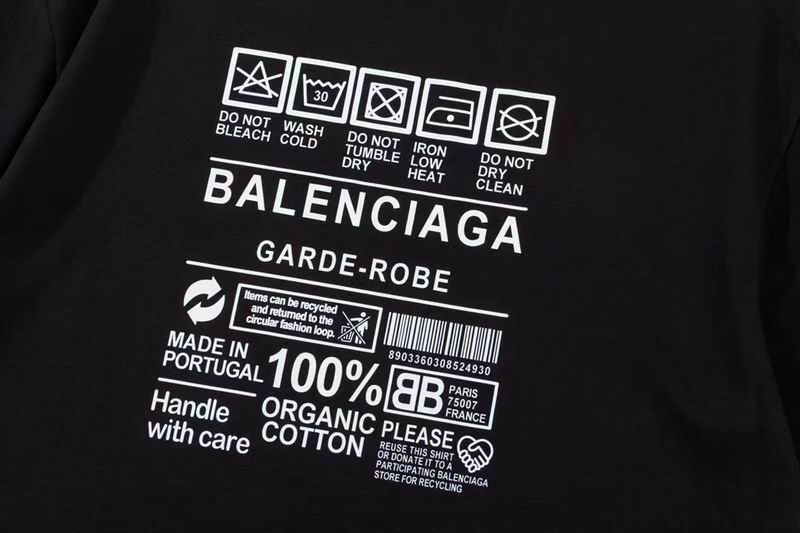 30
DO NOT
BLEACH
WASH
COLD
DO NOT
TUMBLE
DRY
IRON
LOW
HEAT
DO NOT
DRY
CLEAN
BALENCIAGA
GARDE-ROBE
Items can be recycled
and returned to the
circular fashion loop.
8903360308524930
MADE IN
PORTUGAL
100%
ORGANIC
COTTON
BB
PARIS
75007
FRANCE
Handle
with care
PLEASE
REUSE THIS SHIRT
OR DONATE IT TO A
PARTICIPATING BALENCIAGA
STORE FOR RECYCLING